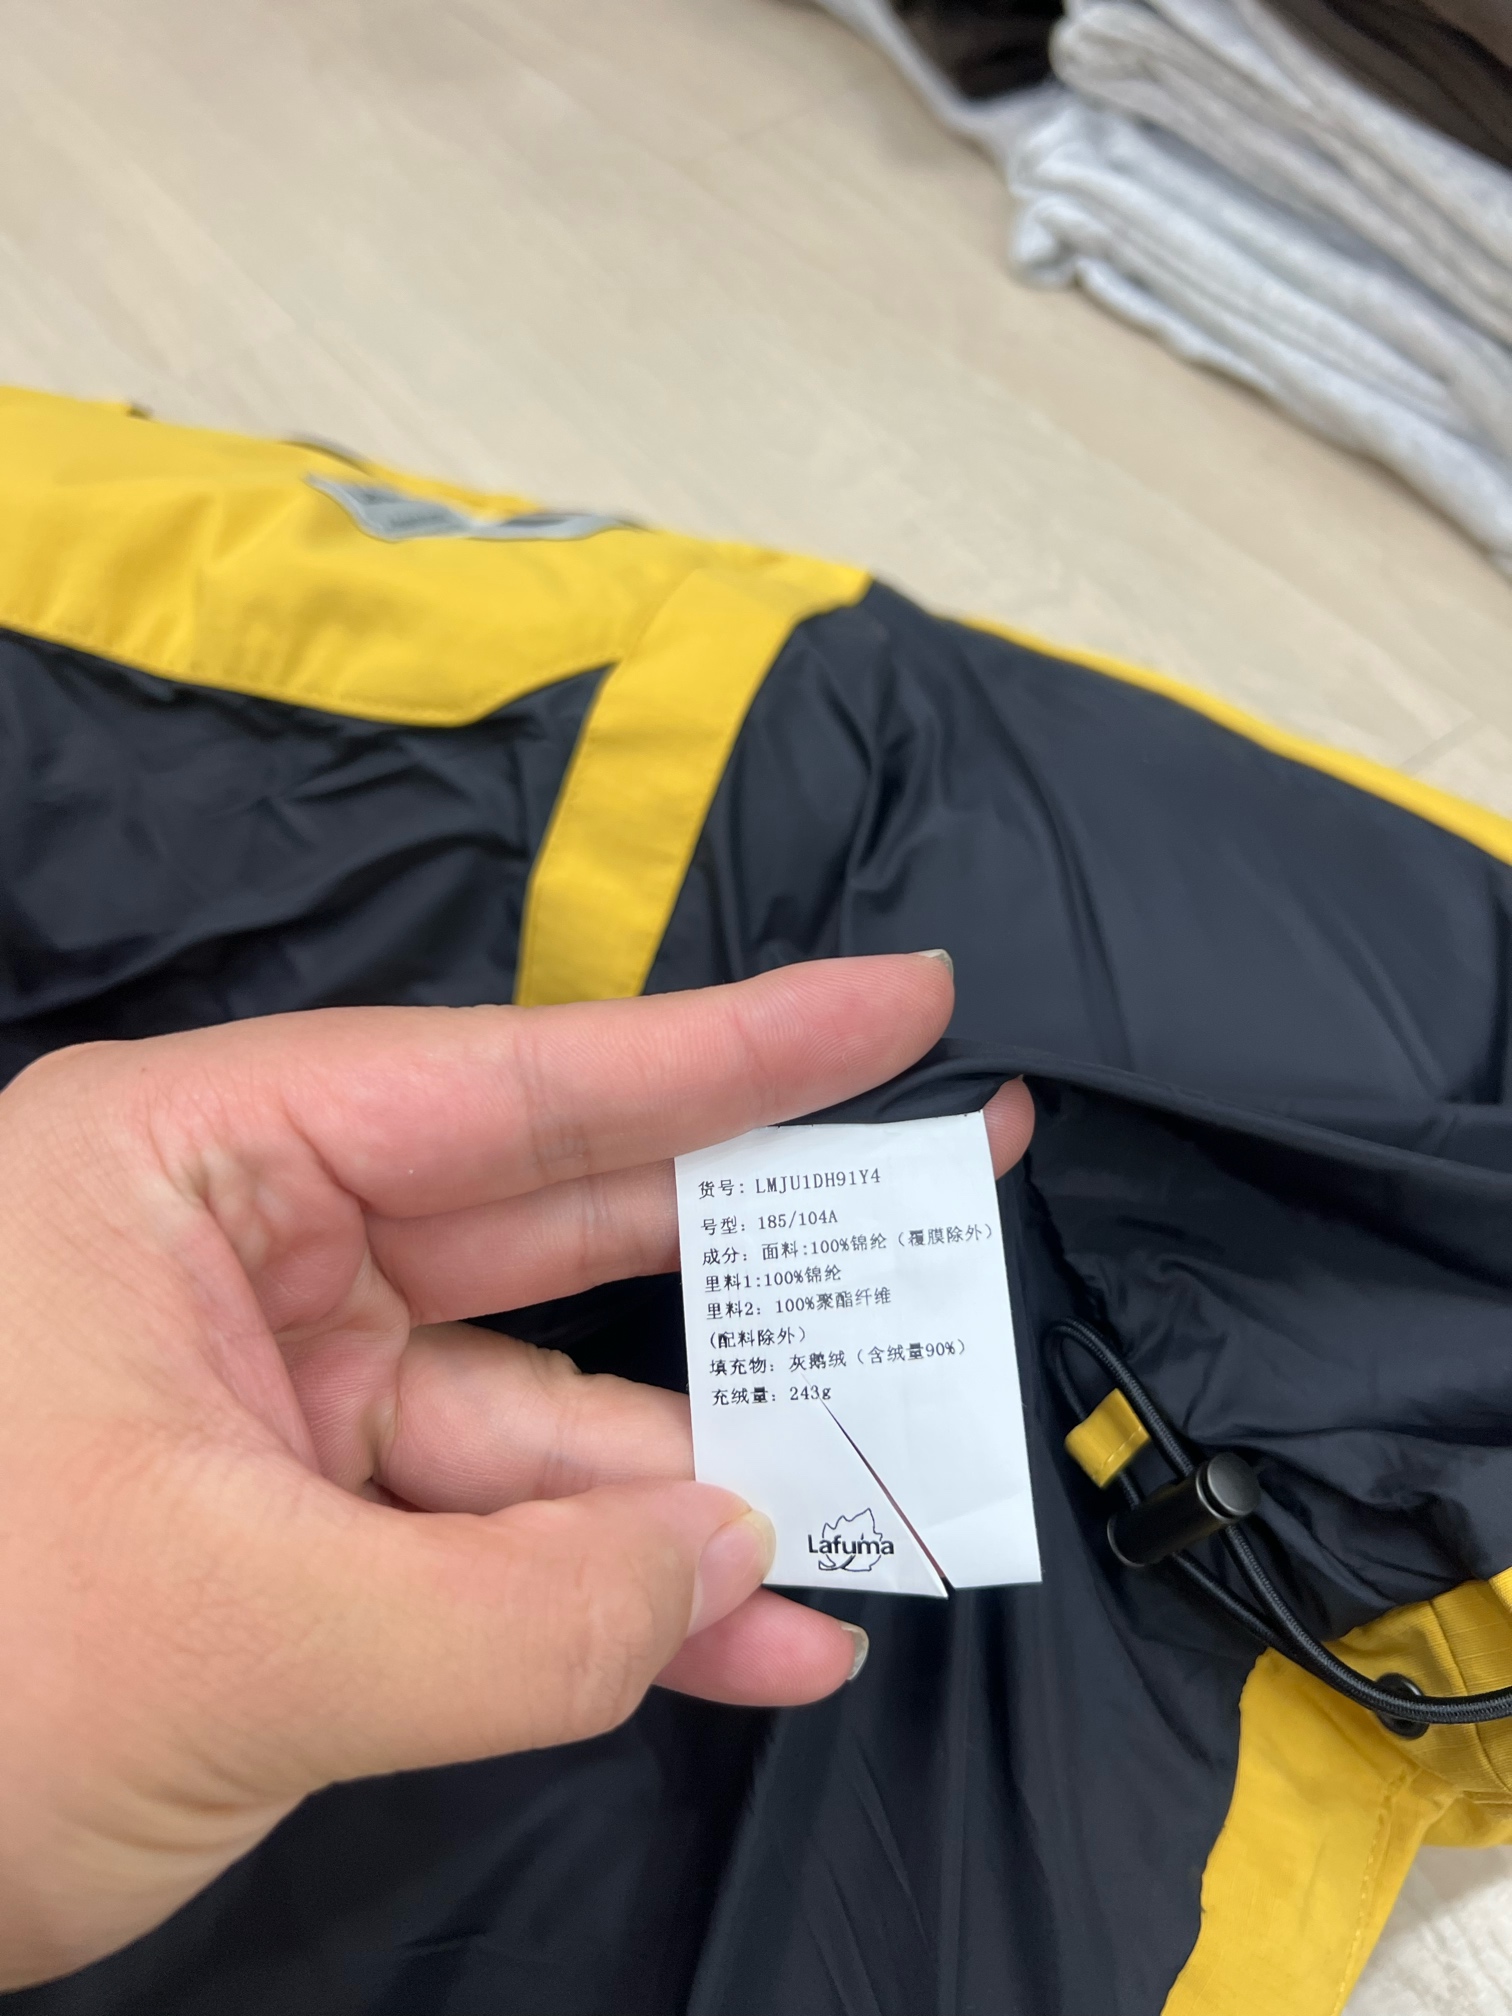 货号: LMJU1DH91Y4
号型: 185/104A
成分: 面料:100%锦纶（覆膜除外）
里料1:100%锦纶
里料2: 100%聚酯纤维
(配料除外)
填充物: 灰鹅绒（含绒量90%）
充绒量: 243g
Lafuma